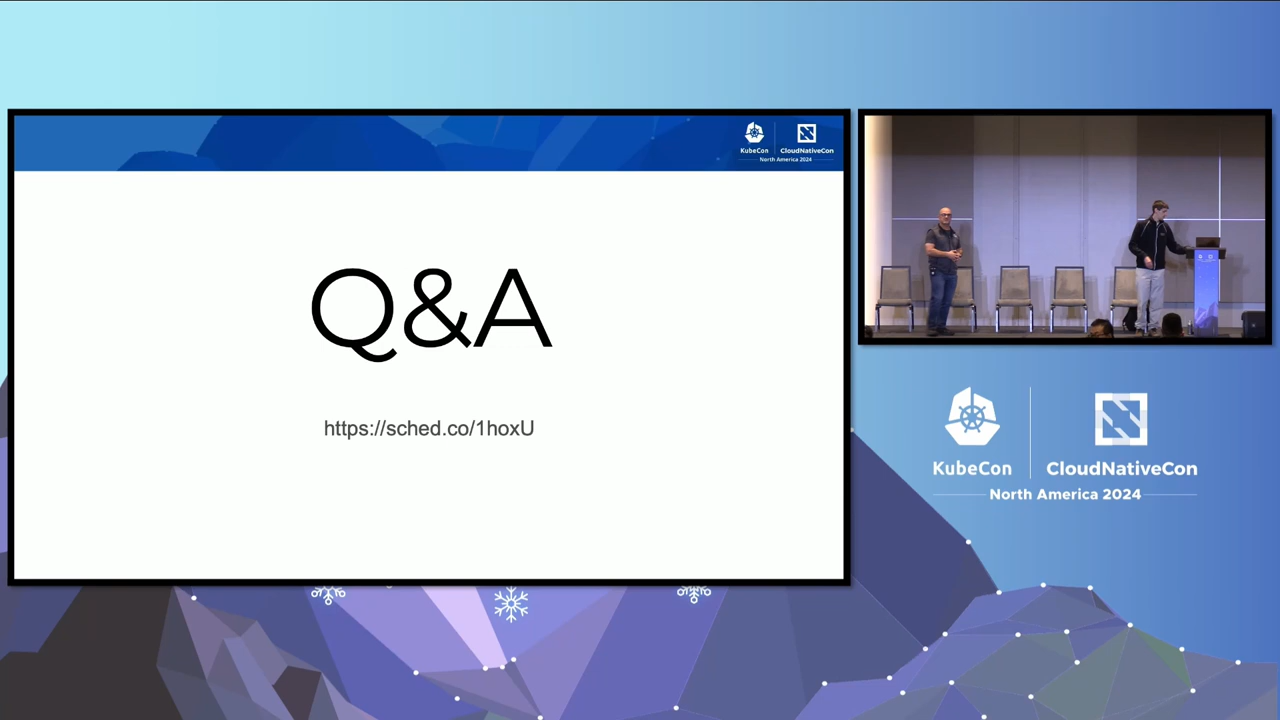 KubeCon
CloudNativeCon
North America 2024
Q&A
https://sched.co/1hoxU
KubeCon
CloudNativeCon
North America 2024